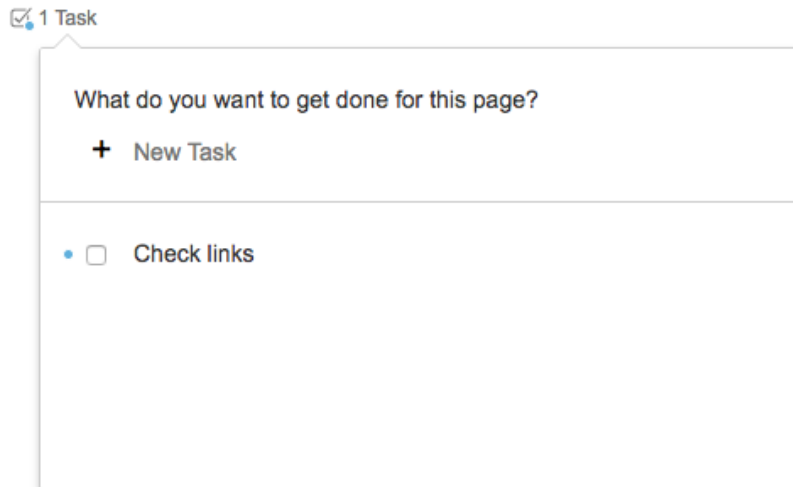 1 Task
What do you want to get done for this page?
+ New Task
Check links